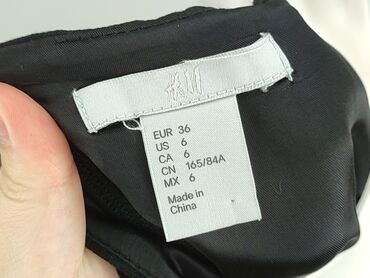 H&M
EUR 36
US 6
CA 6
CN 165/84A
MX 6
Made in
China